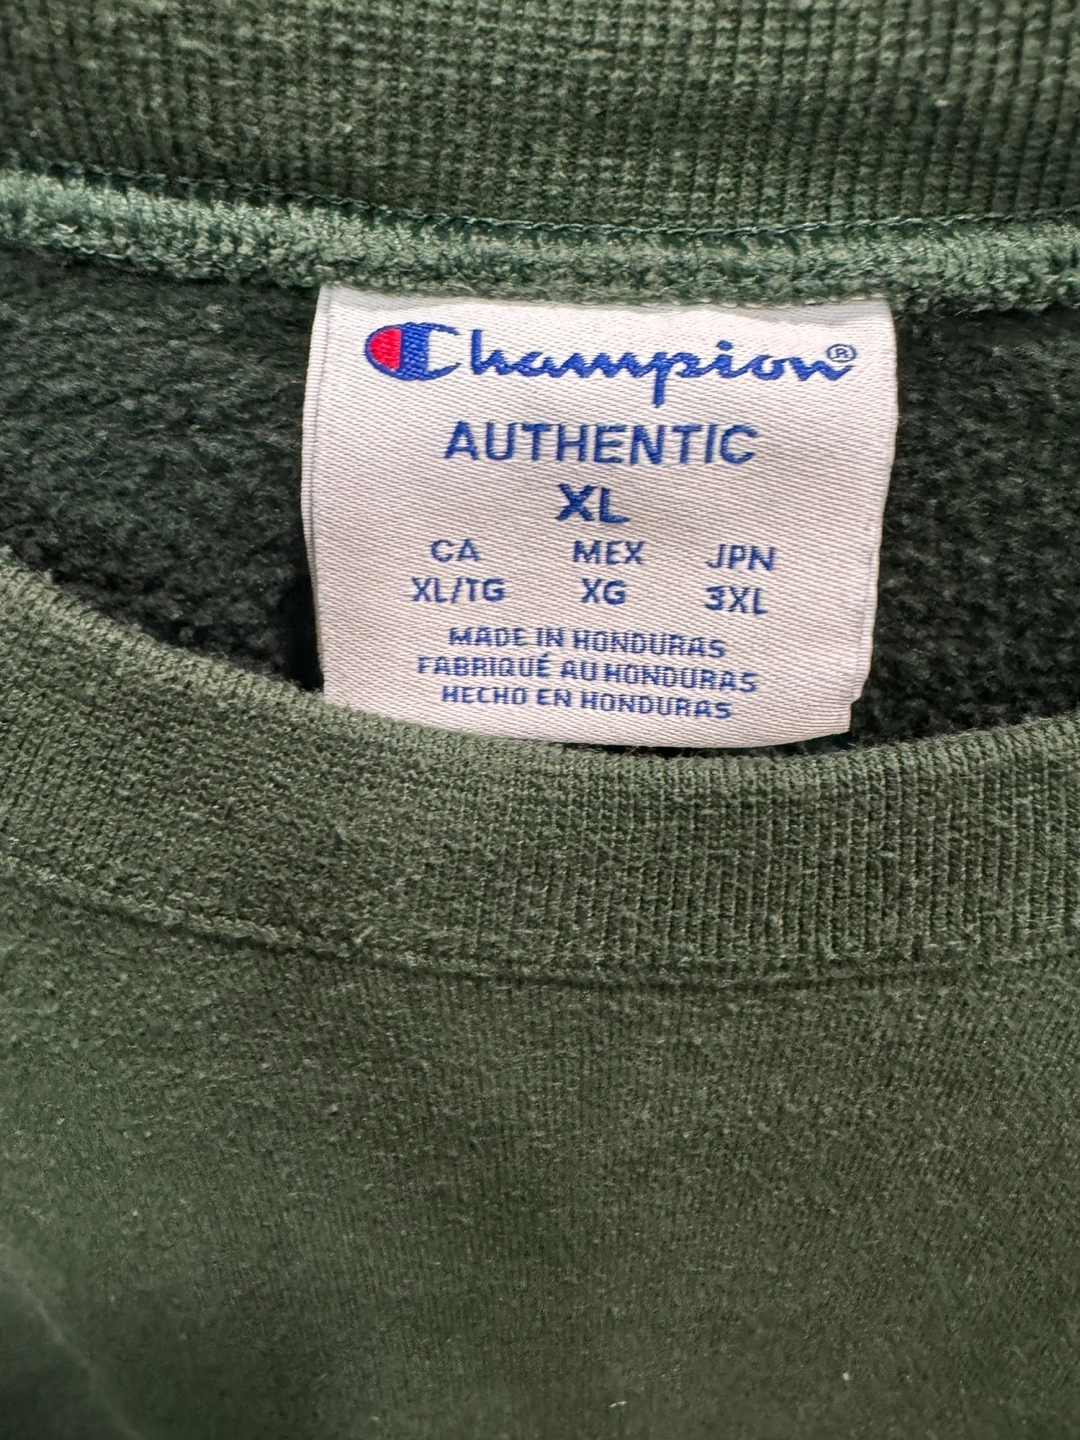 Champion®
AUTHENTIC
XL
CA MEX JPN
XL/TG XG 3XL
MADE IN HONDURAS
FABRIQUÉ AU HONDURAS
HECHO EN HONDURAS